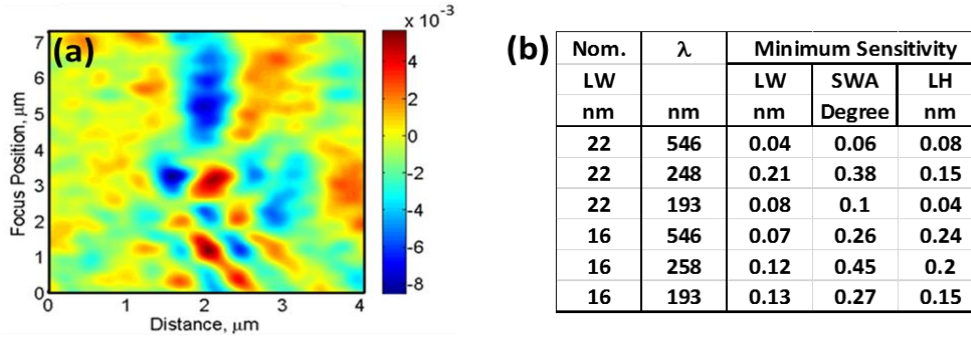 (a)
x 10⁻³
Focus Position, µm
7
6
5
4
3
2
1
0
0 1 2 3 4
Distance, µm
4
2
0
-2
-4
-6
-8
(b)
Nom. λ Minimum Sensitivity
LW LW SWA LH
nm nm nm Degree nm
22 546 0.04 0.06 0.08
22 248 0.21 0.38 0.15
22 193 0.08 0.1 0.04
16 546 0.07 0.26 0.24
16 258 0.12 0.45 0.2
16 193 0.13 0.27 0.15